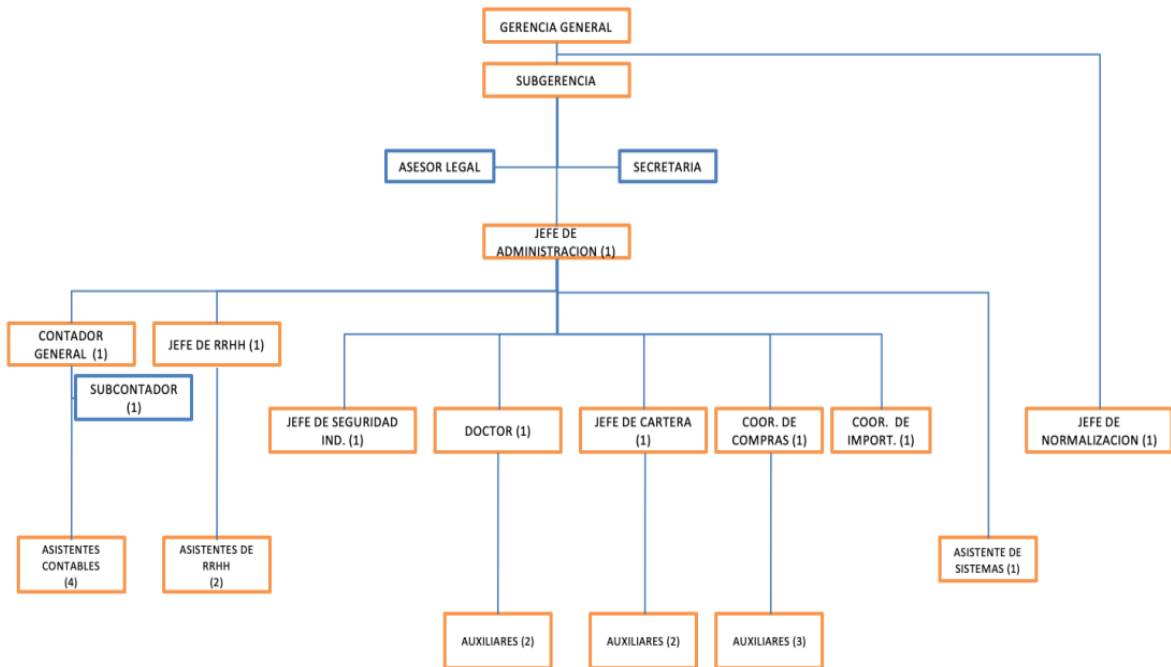 GERENCIA GENERAL
SUBGERENCIA
ASESOR LEGAL
SECRETARIA
JEFE DE
ADMINISTRACION (1)
CONTADOR
GENERAL (1)
JEFE DE RRHH (1)
SUBCONTADOR
(1)
JEFE DE SEGURIDAD
IND. (1)
DOCTOR (1)
JEFE DE CARTERA
(1)
COOR. DE
COMPRAS (1)
COOR. DE
IMPORT. (1)
JEFE DE
NORMALIZACION (1)
ASISTENTES
CONTABLES
(4)
ASISTENTES DE
RRHH
(2)
ASISTENTE DE
SISTEMAS (1)
AUXILIARES (2)
AUXILIARES (2)
AUXILIARES (3)